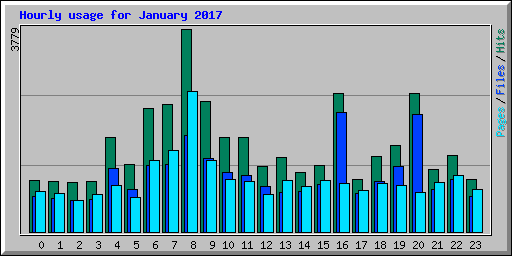 Hourly usage for January 2017
3779
Pages/Files/Hits
0 1 2 3 4 5 6 7 8 9 10 11 12 13 14 15 16 17 18 19 20 21 22 23